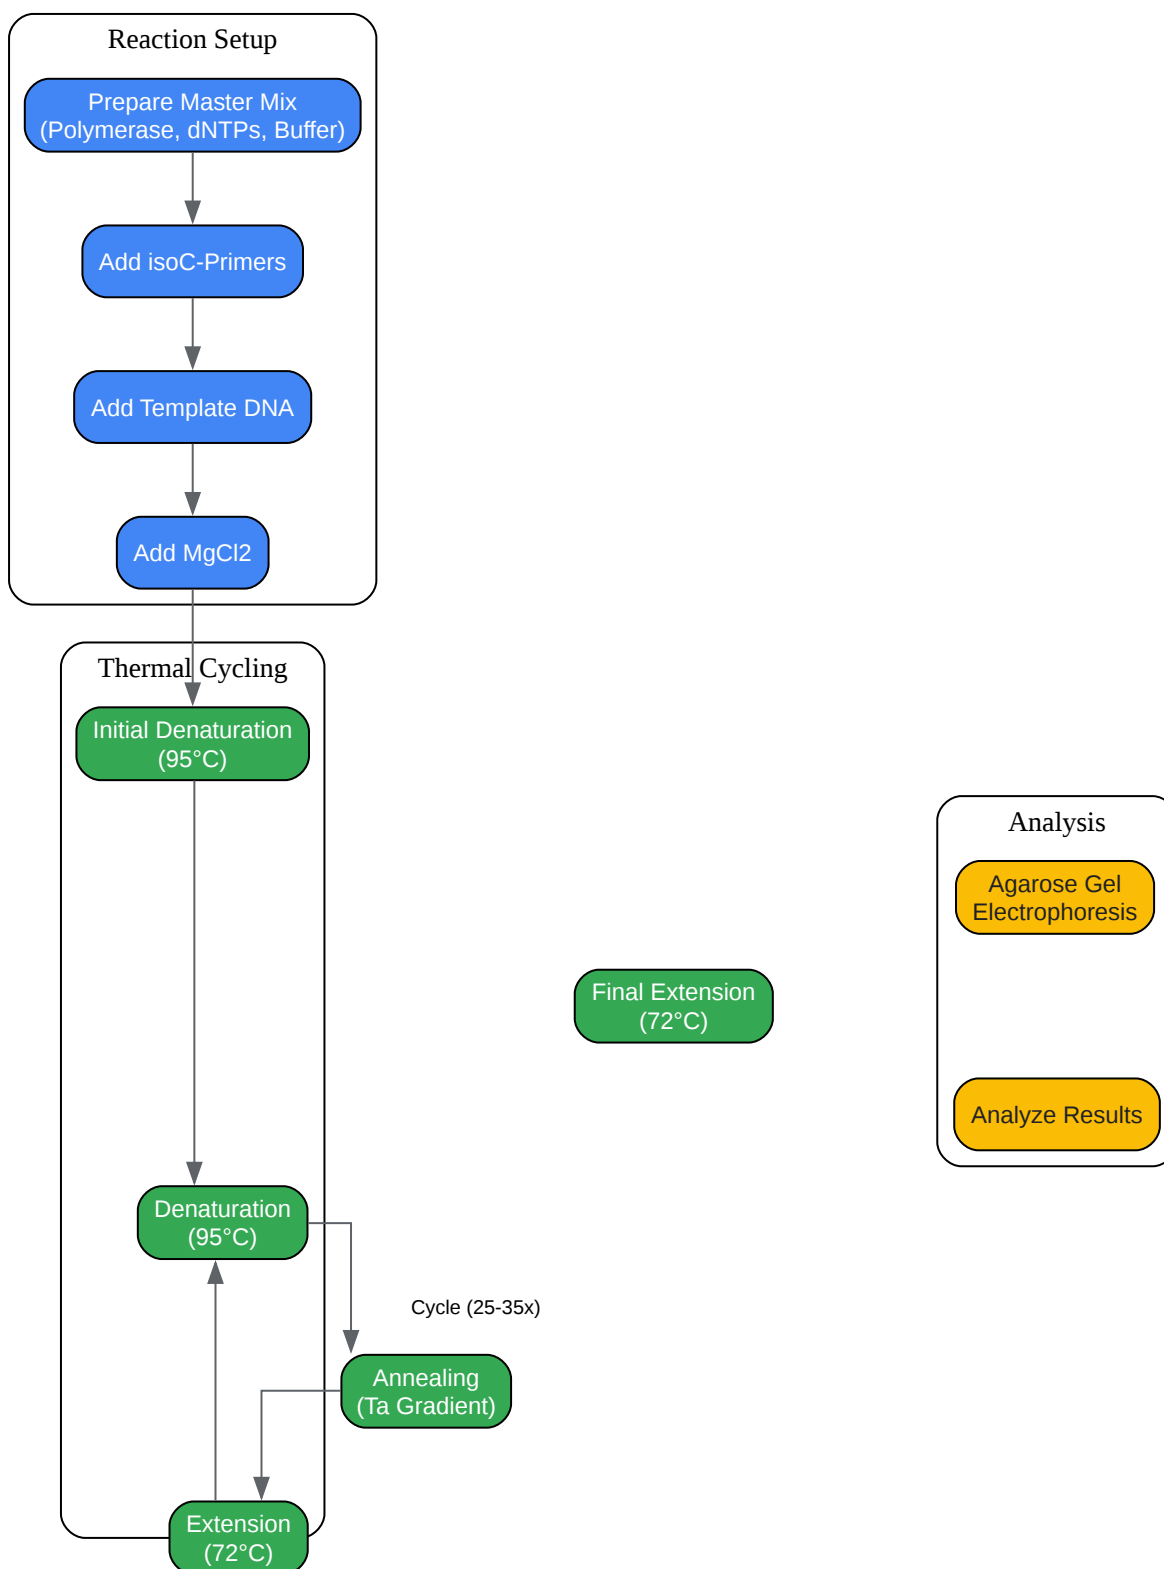 Reaction Setup
Prepare Master Mix
(Polymerase, dNTPs, Buffer)
Add isoC-Primers
Add Template DNA
Add MgCl2
Thermal Cycling
Initial Denaturation
(95°C)
Analysis
Agarose Gel
Electrophoresis
Final Extension
(72°C)
Analyze Results
Denaturation
(95°C)
Cycle (25-35x)
Annealing
(Ta Gradient)
Extension
(72°C)